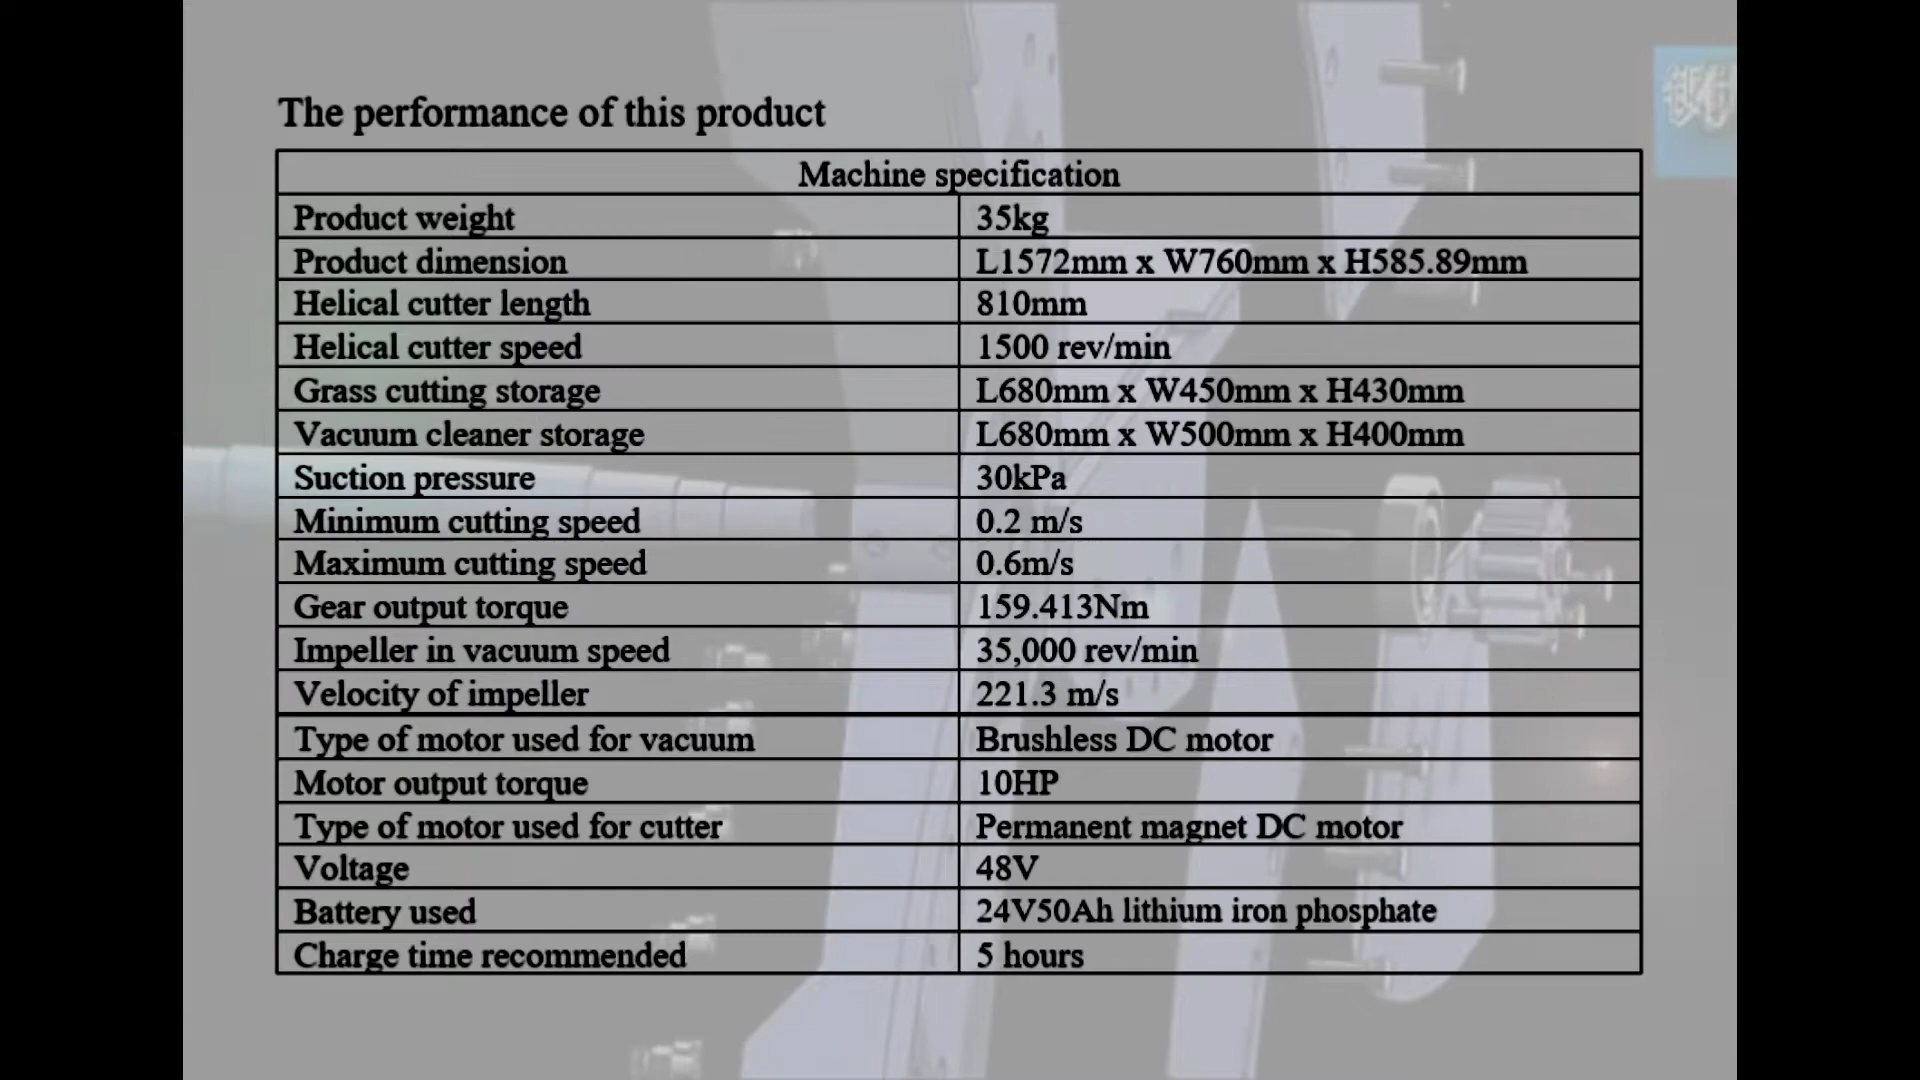 The performance of this product
Machine specification
Product weight 35kg
Product dimension L1572mm x W760mm x H585.89mm
Helical cutter length 810mm
Helical cutter speed 1500 rev/min
Grass cutting storage L680mm x W450mm x H430mm
Vacuum cleaner storage L680mm x W500mm x H400mm
Suction pressure 30kPa
Minimum cutting speed 0.2 m/s
Maximum cutting speed 0.6m/s
Gear output torque 159.413Nm
Impeller in vacuum speed 35,000 rev/min
Velocity of impeller 221.3 m/s
Type of motor used for vacuum Brushless DC motor
Motor output torque 10HP
Type of motor used for cutter Permanent magnet DC motor
Voltage 48V
Battery used 24V50Ah lithium iron phosphate
Charge time recommended 5 hours